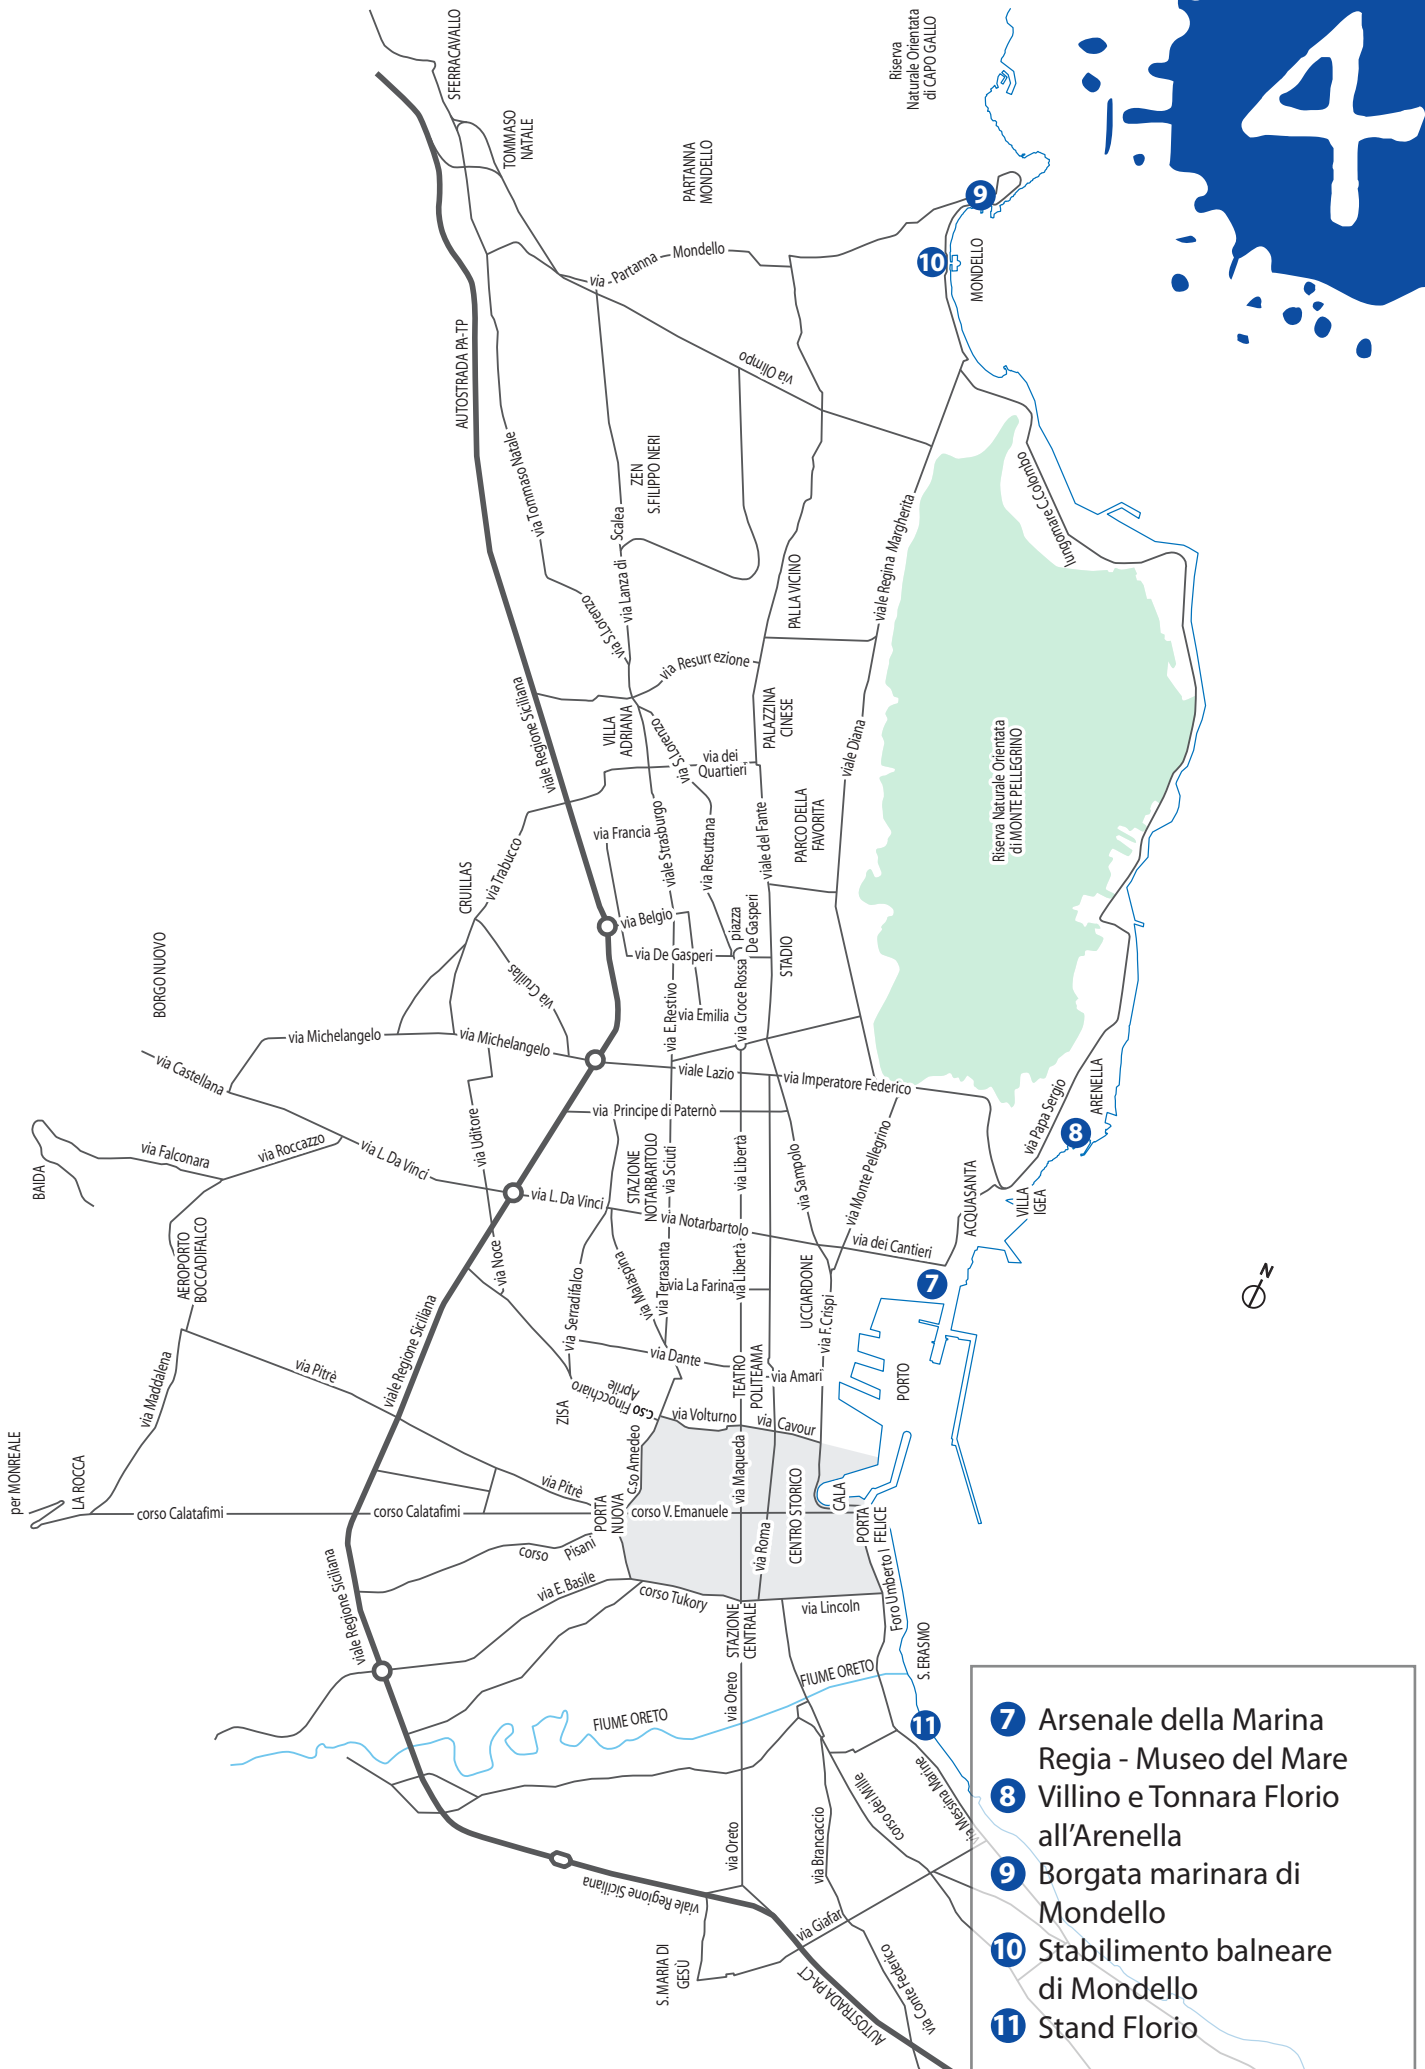 4
SFERRACAVALLO
TOMMASO
NATALE
Riserva
Naturale Orientata
di CAPO GALLO
PARTANNA
MONDELLO
9
10
MONDELLO
via Partanna Mondello
AUTOSTRADA PA-TP
via Olimpo
via Tommaso Natale
ZEN
S.FILIPPO NERI
lungomare C.Colombo
via Lanza di Scalea
viale Regina Margherita
PALLAVICINO
via S.Lorenzo
via Resurrezione
viale Regione Siciliana
VILLA
ADRIANA
via S.Lorenzo
PALAZZINA
CINESE
viale Diana
Riserva Naturale Orientata
di MONTE PELLEGRINO
via dei
Quartieri
via Francia
viale Strasburgo
via Resuttana
viale del Fante
PARCO DELLA
FAVORITA
CRUILLAS
via Trabucco
via Belgio
piazza
De Gasperi
via De Gasperi
STADIO
BORGO NUOVO
via Cruillas
via E.Restivo
via Emilia
via Croce Rossa
via Michelangelo
via Michelangelo
via Castellana
viale Lazio
via Imperatore Federico
ARENELLA
via Papa Sergio
8
via Principe di Paternò
via Uditore
via Falconara
via Roccazzo
BAIDA
via L. Da Vinci
via L. Da Vinci
STAZIONE
NOTARBARTOLO
via Sciuti
via Libertà
via Sampolo
via Monte Pellegrino
ACQUASANTA
VILLA
IGEA
via Notarbartolo
via dei Cantieri
AEROPORTO
BOCCADIFALCO
via Noce
via Serradifalco
via Malaspina
via Terrasanta
via La Farina
via Libertà
UCCIARDONE
7
N
via F.Crispi
viale Regione Siciliana
via Maddalena
via Pitrè
via Dante
TEATRO
POLITEAMA
via Amari
PORTO
ZISA
c.so Finocchiaro
Aprile
via Volturno
via Cavour
per MONREALE
LA ROCCA
c.so Amedeo
via Maqueda
via Pitrè
CENTRO STORICO
CALA
corso Calatafimi
corso Calatafimi
PORTA
NUOVA
corso V. Emanuele
PORTA
FELICE
corso Pisani
via Roma
Foro Umberto I
viale Regione Siciliana
via E. Basile
corso Tukory
via Lincoln
STAZIONE
CENTRALE
S. ERASMO
FIUME ORETO
FIUME ORETO
via Oreto
11
via Messina Marine
corso dei Mille
via Brancaccio
via Oreto
viale Regione Siciliana
via Giafar
S.MARIA DI
GESÙ
via Conte Federico
AUTOSTRADA PA-CT
7 Arsenale della Marina
Regia - Museo del Mare
8 Villino e Tonnara Florio
all'Arenella
9 Borgata marinara di
Mondello
10 Stabilimento balneare
di Mondello
11 Stand Florio